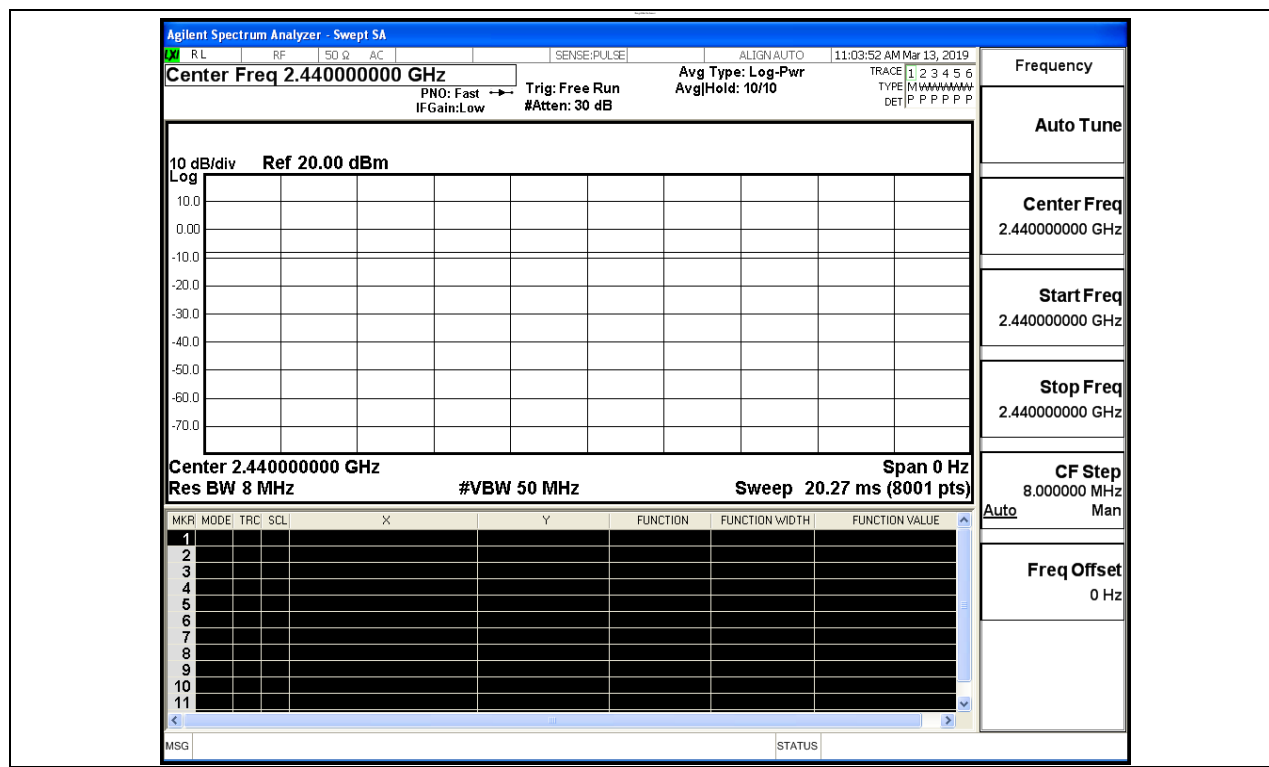 Agilent Spectrum Analyzer - Swept SA
LXI RL RF 50 Ω AC SENSE:PULSE ALIGN AUTO 11:03:52 AM Mar 13, 2019
Center Freq 2.440000000 GHz
PNO: Fast
IFGain:Low
Trig: Free Run
#Atten: 30 dB
Avg Type: Log-Pwr
Avg|Hold: 10/10
TRACE 1 2 3 4 5 6
TYPE M WWWWW
DET P P P P P P
10 dB/div Ref 20.00 dBm
Log
10.0
0.00
-10.0
-20.0
-30.0
-40.0
-50.0
-60.0
-70.0
Center 2.440000000 GHz Span 0 Hz
Res BW 8 MHz #VBW 50 MHz Sweep 20.27 ms (8001 pts)
MKR MODE TRC SCL X Y FUNCTION FUNCTION WIDTH FUNCTION VALUE
1
2
3
4
5
6
7
8
9
10
11
MSG STATUS
Frequency
Auto Tune
Center Freq
2.440000000 GHz
Start Freq
2.440000000 GHz
Stop Freq
2.440000000 GHz
CF Step
8.000000 MHz
Auto Man
Freq Offset
0 Hz